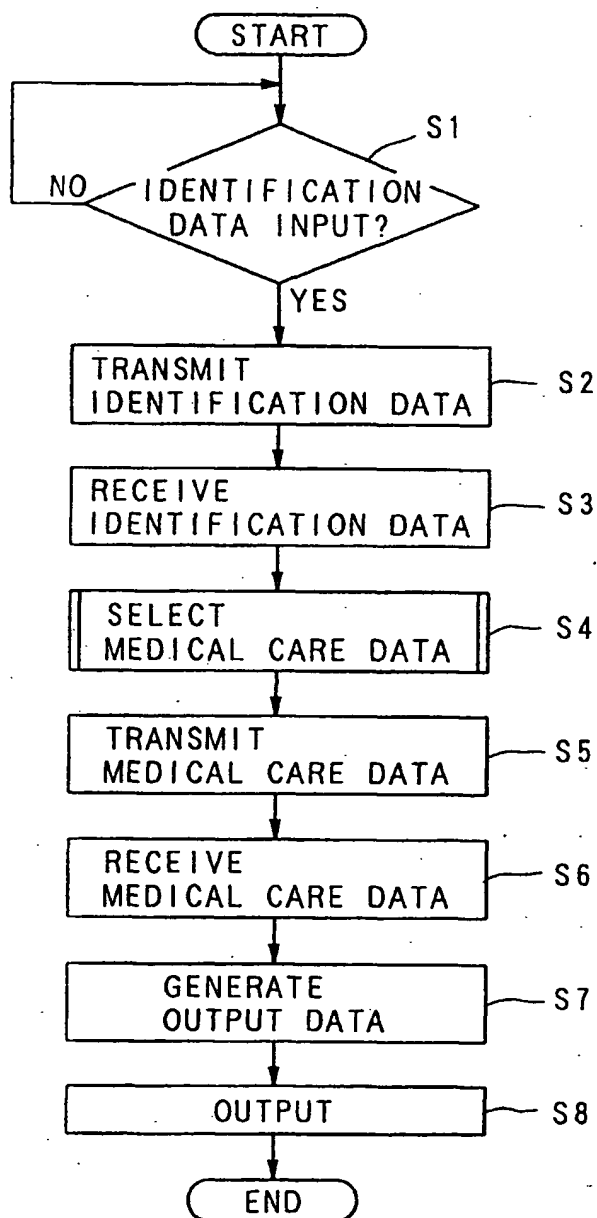 START
S1
NO
IDENTIFICATION
DATA INPUT?
YES
TRANSMIT
IDENTIFICATION DATA
S2
RECEIVE
IDENTIFICATION DATA
S3
SELECT
MEDICAL CARE DATA
S4
TRANSMIT
MEDICAL CARE DATA
S5
RECEIVE
MEDICAL CARE DATA
S6
GENERATE
OUTPUT DATA
S7
OUTPUT
S8
END